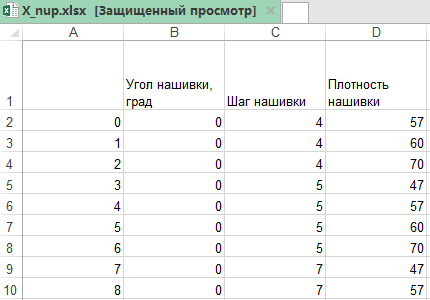 X_nup.xlsx [Защищенный просмотр]
A B C D
Угол нашивки,
град
Шаг нашивки
Плотность
нашивки
1
2 0 0 4 57
3 1 0 4 60
4 2 0 4 70
5 3 0 5 47
6 4 0 5 57
7 5 0 5 60
8 6 0 5 70
9 7 0 7 47
10 8 0 7 57